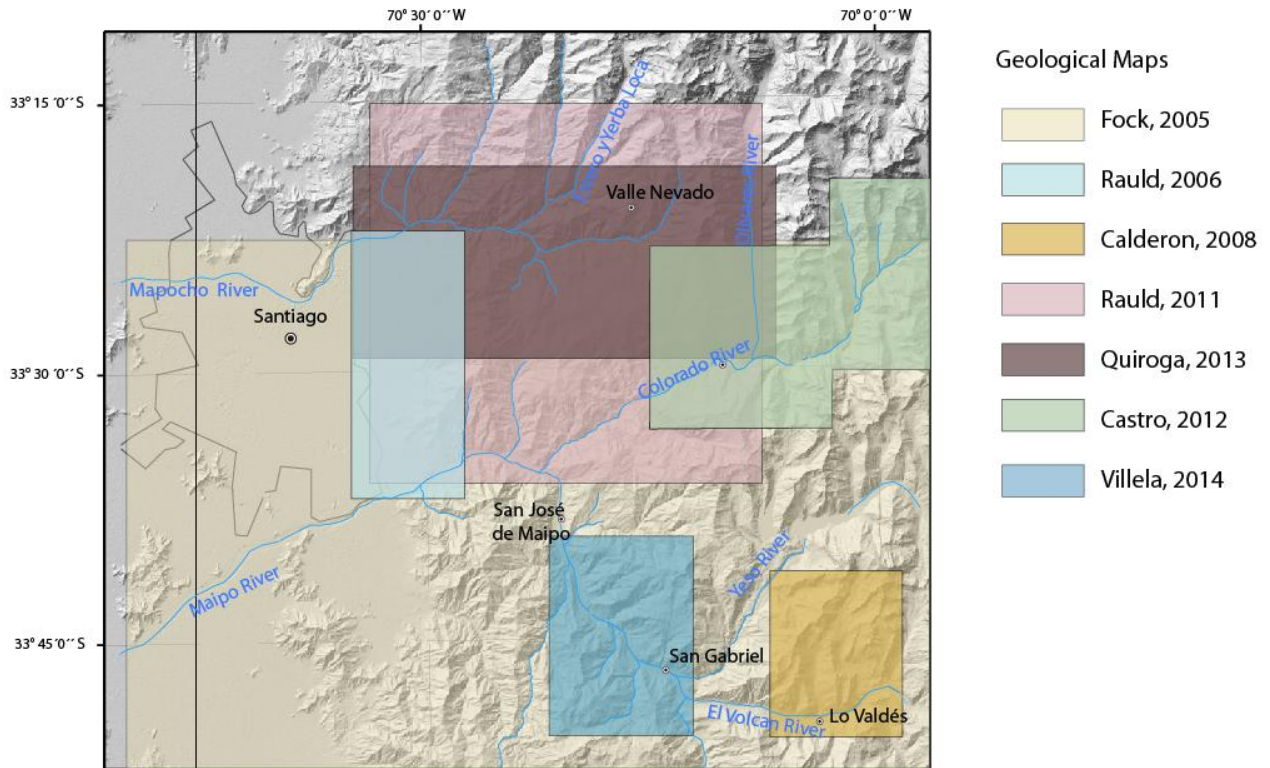 70° 30´0´´W
70° 0´0´´W
33° 15´0´´S
33° 30´0´´S
33° 45´0´´S
Yerba Loca
Olivares River
Valle Nevado
Mapocho River
Santiago
Colorado River
San José
de Maipo
Maipo River
Yeso River
San Gabriel
El Volcan River
Lo Valdés
Geological Maps
Fock, 2005
Rauld, 2006
Calderon, 2008
Rauld, 2011
Quiroga, 2013
Castro, 2012
Villela, 2014